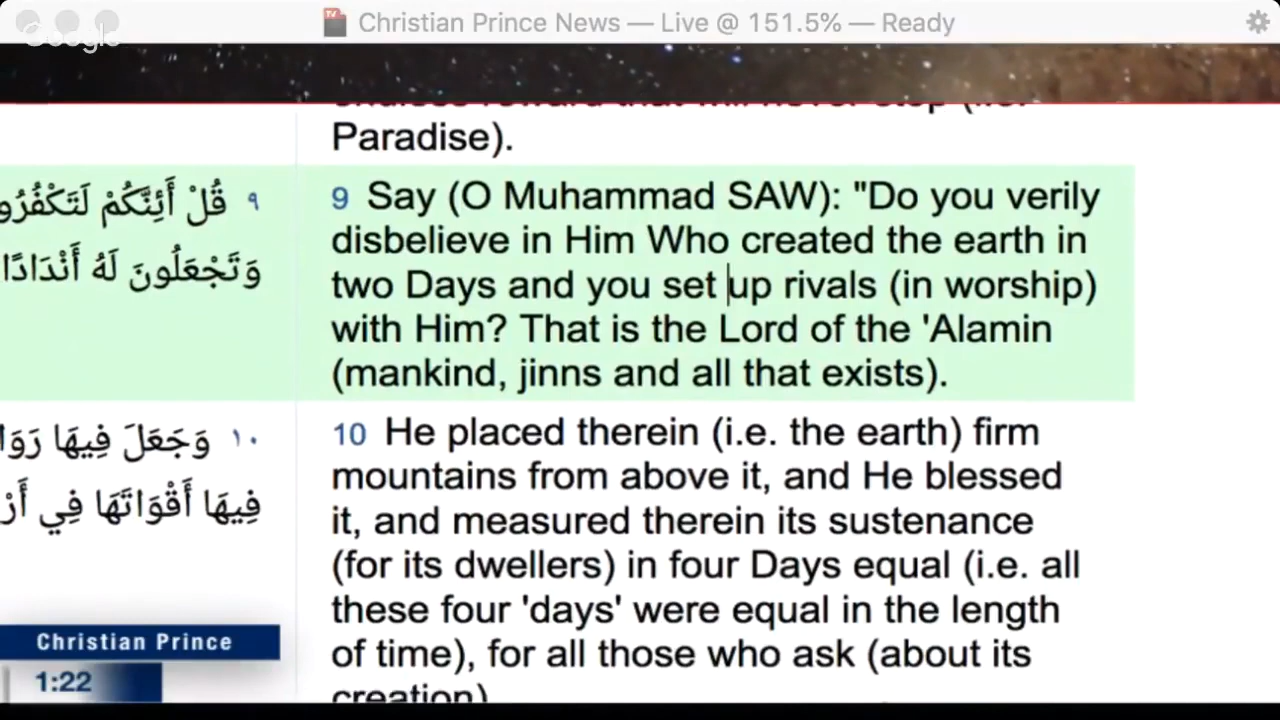 Christian Prince News — Live @ 151.5% — Ready
Google
Paradise).
9 Say (O Muhammad SAW): "Do you verily
disbelieve in Him Who created the earth in
two Days and you set up rivals (in worship)
with Him? That is the Lord of the 'Alamin
(mankind, jinns and all that exists).
٩ قُلْ أَئِنَّكُمْ
وَتَجْعَلُونَ لَهُ أَنْدَادًا
10 He placed therein (i.e. the earth) firm
mountains from above it, and He blessed
it, and measured therein its sustenance
(for its dwellers) in four Days equal (i.e. all
these four 'days' were equal in the length
of time), for all those who ask (about its
creation)
١٠ وَجَعَلَ فِيهَا
فِيهَا أَقْوَاتَهَا فِي
Christian Prince
1:22